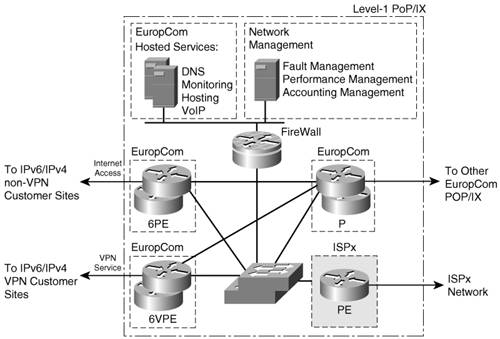 Level-1 PoP/IX
EuropCom
Hosted Services:
DNS
Monitoring
Hosting
VoIP
Network
Management
Fault Management
Performance Management
Accounting Management
FireWall
To IPv6/IPv4
non-VPN
Customer Sites
Internet
Access
EuropCom
6PE
EuropCom
P
To Other
EuropCom
POP/IX
To IPv6/IPv4
VPN Customer
Sites
VPN
Service
EuropCom
6VPE
ISPx
PE
ISPx
Network